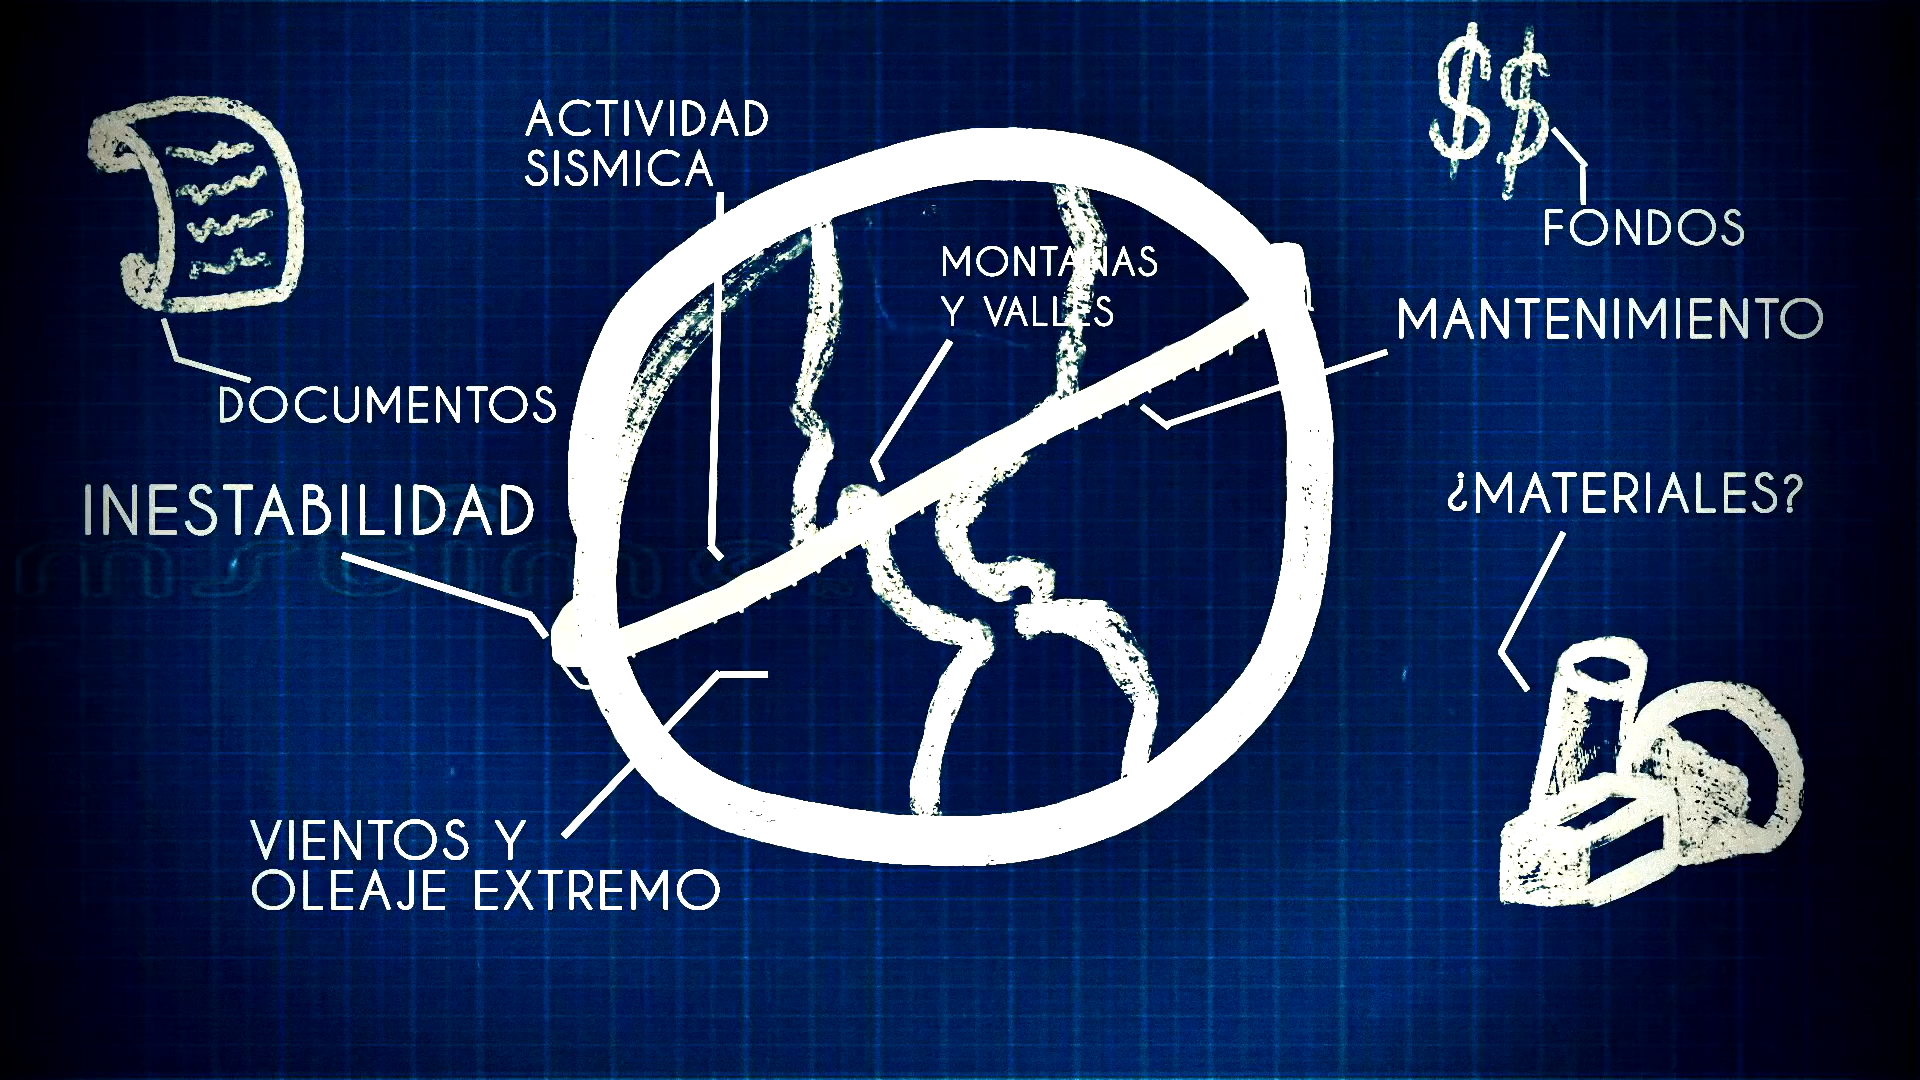 $$
FONDOS
ACTIVIDAD
SISMICA
MONTAÑAS
Y VALLES
MANTENIMIENTO
DOCUMENTOS
INESTABILIDAD
¿MATERIALES?
VIENTOS Y
OLEAJE EXTREMO